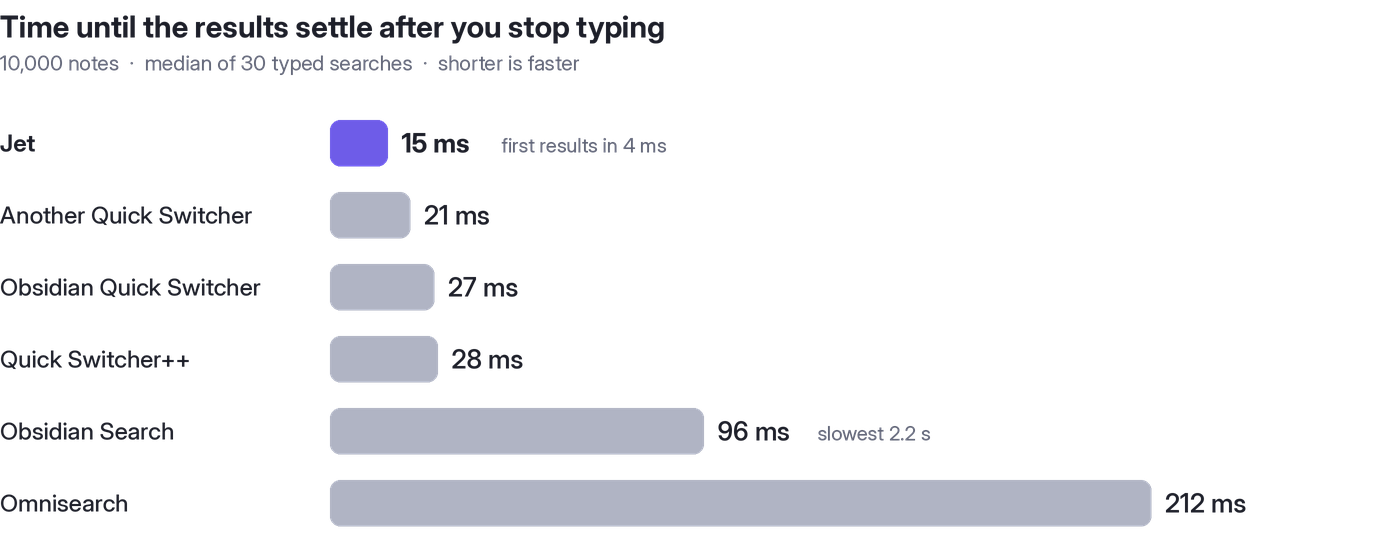 Time until the results settle after you stop typing
10,000 notes · median of 30 typed searches · shorter is faster
Jet 15 ms first results in 4 ms
Another Quick Switcher 21 ms
Obsidian Quick Switcher 27 ms
Quick Switcher++ 28 ms
Obsidian Search 96 ms slowest 2.2 s
Omnisearch 212 ms